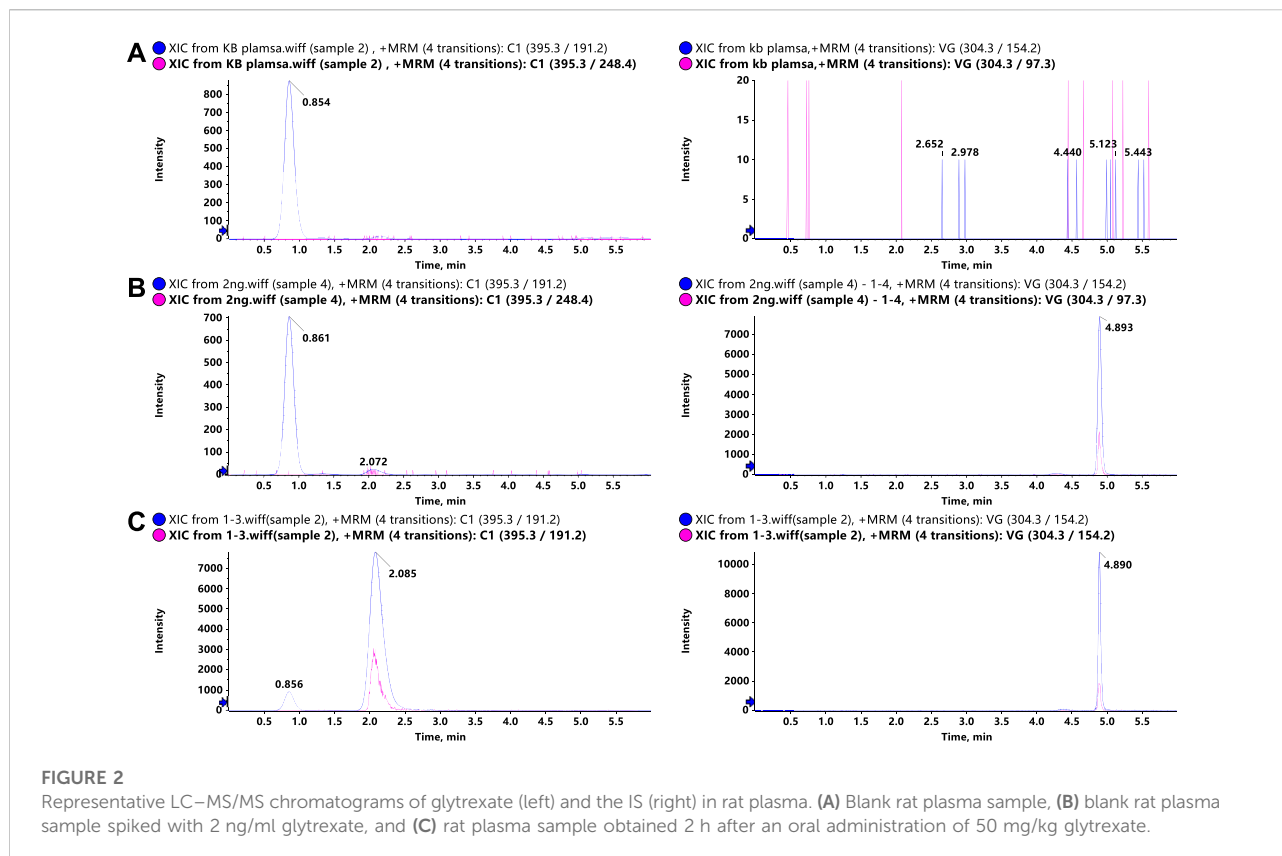 A
XIC from KB plamsa.wiff (sample 2) , +MRM (4 transitions): C1 (395.3 / 191.2)
XIC from KB plamsa.wiff (sample 2) , +MRM (4 transitions): C1 (395.3 / 248.4)
Intensity
800
700
600
500
400
300
200
100
0
0.854
0.5 1.0 1.5 2.0 2.5 3.0 3.5 4.0 4.5 5.0 5.5
Time, min
XIC from kb plamsa,+MRM (4 transitions): VG (304.3 / 154.2)
XIC from kb plamsa,+MRM (4 transitions): VG (304.3 / 97.3)
Intensity
20
15
10
5
0
2.652 2.978 4.440 5.123 5.443
0.5 1.0 1.5 2.0 2.5 3.0 3.5 4.0 4.5 5.0 5.5
Time, min
B
XIC from 2ng.wiff (sample 4), +MRM (4 transitions): C1 (395.3 / 191.2)
XIC from 2ng.wiff (sample 4), +MRM (4 transitions): C1 (395.3 / 248.4)
Intensity
700
600
500
400
300
200
100
0
0.861
2.072
0.5 1.0 1.5 2.0 2.5 3.0 3.5 4.0 4.5 5.0 5.5
Time, min
XIC from 2ng.wiff (sample 4) - 1-4, +MRM (4 transitions): VG (304.3 / 154.2)
XIC from 2ng.wiff (sample 4) - 1-4, +MRM (4 transitions): VG (304.3 / 97.3)
Intensity
7000
6000
5000
4000
3000
2000
1000
0
4.893
0.5 1.0 1.5 2.0 2.5 3.0 3.5 4.0 4.5 5.0 5.5
Time, min
C
XIC from 1-3.wiff(sample 2), +MRM (4 transitions): C1 (395.3 / 191.2)
XIC from 1-3.wiff(sample 2), +MRM (4 transitions): C1 (395.3 / 191.2)
Intensity
7000
6000
5000
4000
3000
2000
1000
0
2.085
0.856
0.5 1.0 1.5 2.0 2.5 3.0 3.5 4.0 4.5 5.0 5.5
Time, min
XIC from 1-3.wiff(sample 2), +MRM (4 transitions): VG (304.3 / 154.2)
XIC from 1-3.wiff(sample 2), +MRM (4 transitions): VG (304.3 / 154.2)
Intensity
10000
8000
6000
4000
2000
0
4.890
0.5 1.0 1.5 2.0 2.5 3.0 3.5 4.0 4.5 5.0 5.5
Time, min
FIGURE 2
Representative LC–MS/MS chromatograms of glytrexate (left) and the IS (right) in rat plasma. (A) Blank rat plasma sample, (B) blank rat plasma
sample spiked with 2 ng/ml glytrexate, and (C) rat plasma sample obtained 2 h after an oral administration of 50 mg/kg glytrexate.